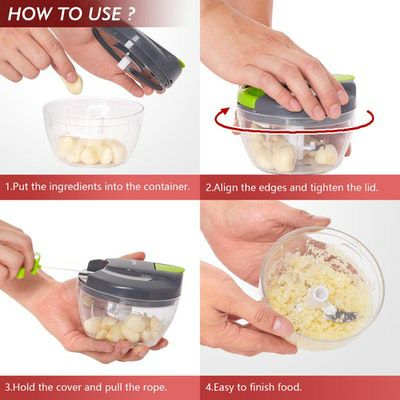 HOW TO USE ?
1.Put the ingredients into the container.
2.Align the edges and tighten the lid.
3.Hold the cover and pull the rope.
4.Easy to finish food.